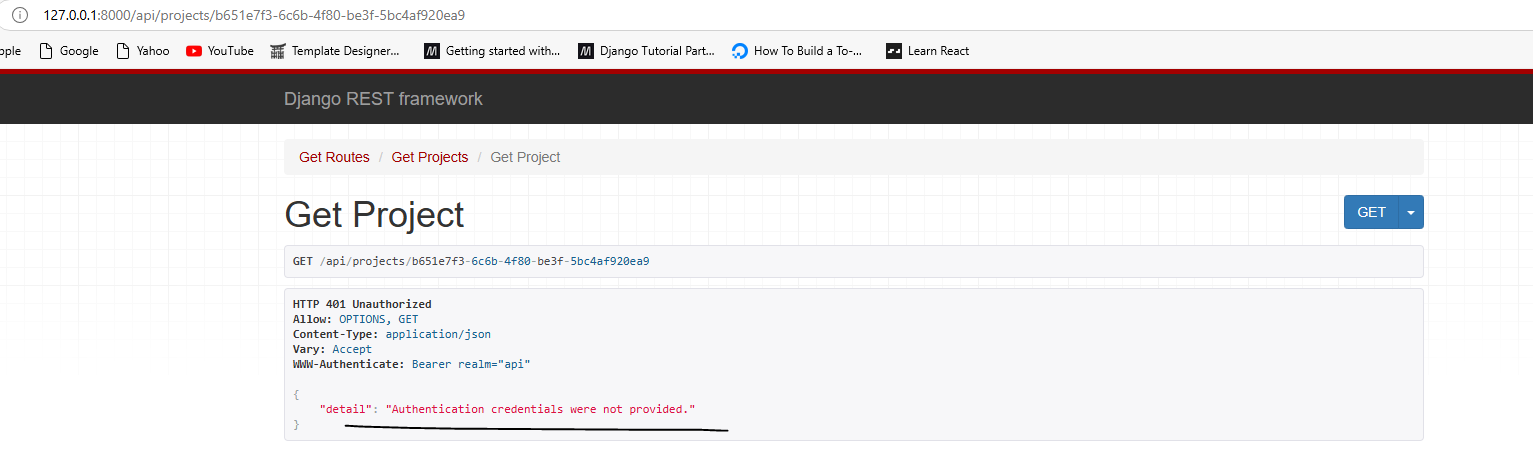 127.0.0.1:8000/api/projects/b651e7f3-6c6b-4f80-be3f-5bc4af920ea9
pple Google Yahoo YouTube Template Designer... Getting started with... Django Tutorial Part... How To Build a To-... Learn React
Django REST framework
Get Routes / Get Projects / Get Project
Get Project
GET
GET /api/projects/b651e7f3-6c6b-4f80-be3f-5bc4af920ea9
HTTP 401 Unauthorized
Allow: OPTIONS, GET
Content-Type: application/json
Vary: Accept
WWW-Authenticate: Bearer realm="api"
{
"detail": "Authentication credentials were not provided."
}